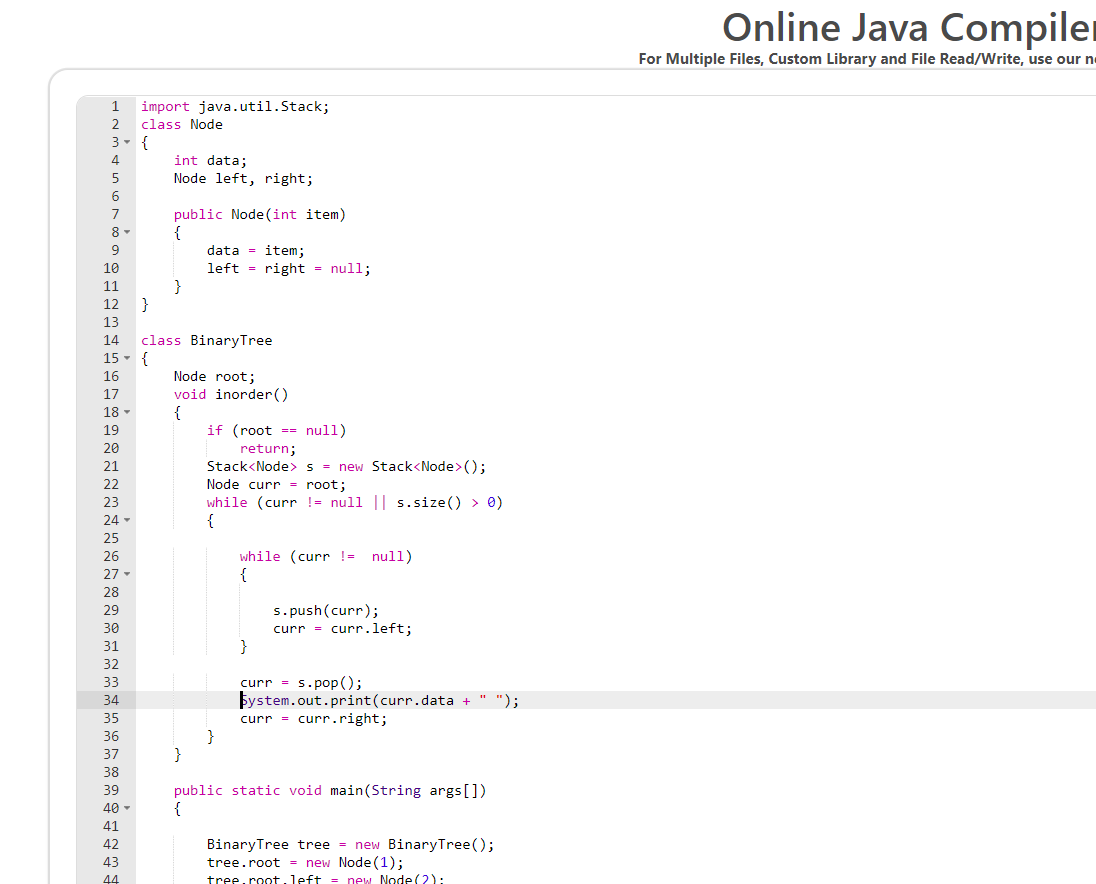 Online Java Compiler
For Multiple Files, Custom Library and File Read/Write, use our
1 import java.util.Stack;
2 class Node
3 {
4     int data;
5     Node left, right;
6
7     public Node(int item)
8     {
9         data = item;
10         left = right = null;
11     }
12 }
13
14 class BinaryTree
15 {
16     Node root;
17     void inorder()
18     {
19         if (root == null)
20             return;
21         Stack<Node> s = new Stack<Node>();
22         Node curr = root;
23         while (curr != null || s.size() > 0)
24         {
25
26             while (curr !=  null)
27             {
28
29                 s.push(curr);
30                 curr = curr.left;
31             }
32
33             curr = s.pop();
34             System.out.print(curr.data + " ");
35             curr = curr.right;
36         }
37     }
38
39     public static void main(String args[])
40     {
41
42         BinaryTree tree = new BinaryTree();
43         tree.root = new Node(1);
44         tree.root.left = new Node(2);